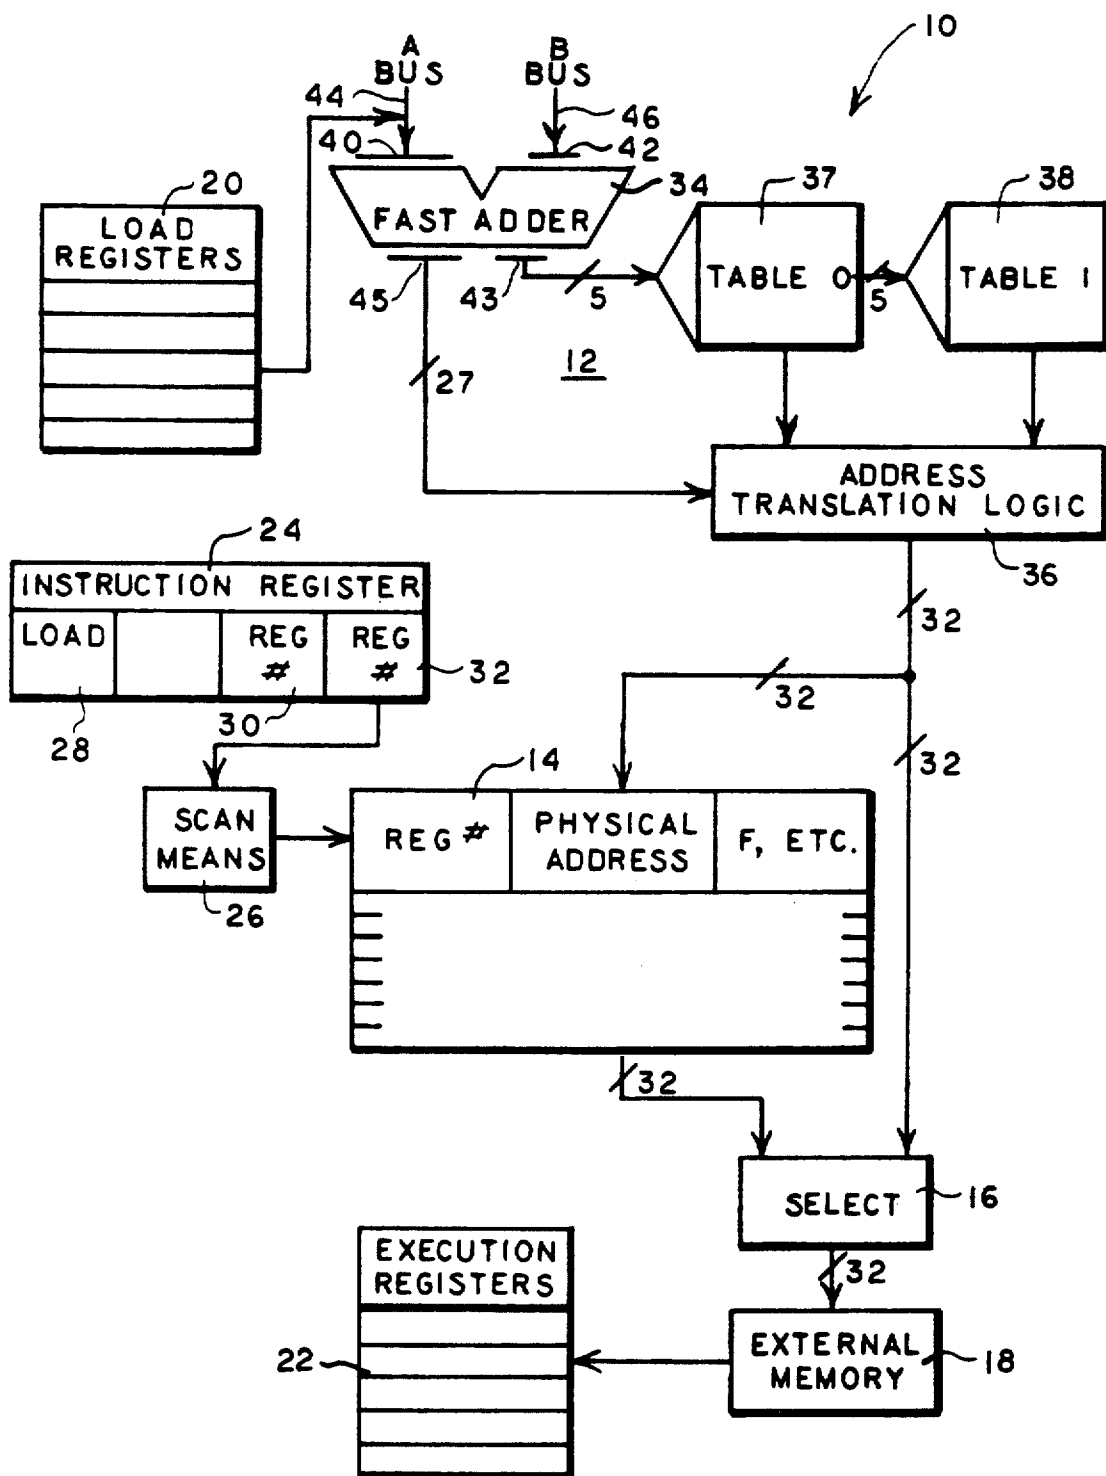 10
A
BUS
B
BUS
44
46
40
42
20
34
37
38
LOAD
REGISTERS
FAST ADDER
TABLE 0
TABLE 1
45
43
5
5
12
27
ADDRESS
TRANSLATION LOGIC
24
36
INSTRUCTION REGISTER
LOAD
REG
#
REG
#
32
32
32
28
30
32
14
SCAN
MEANS
REG #
PHYSICAL
ADDRESS
F, ETC.
26
32
SELECT
16
EXECUTION
REGISTERS
32
22
EXTERNAL
MEMORY
18